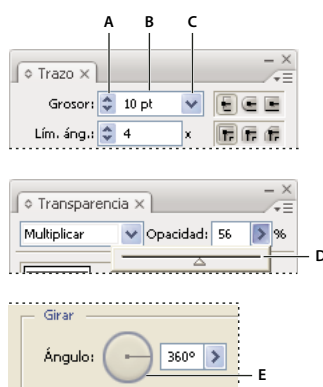 A B C
Trazo
Grosor: 10 pt
Lím. áng.: 4 x
Transparencia
Multiplicar Opacidad: 56 %
D
Girar
Ángulo: 360°
E